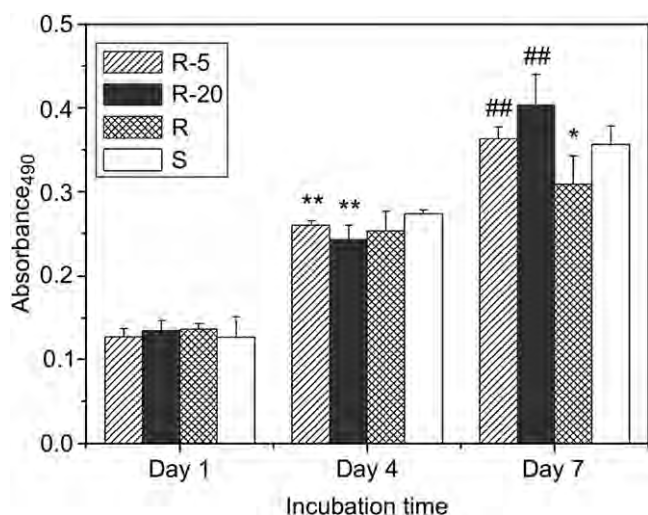 0.5
0.4
0.3
0.2
0.1
0.0
Absorbance490
R-5
R-20
R
S
** **
## ## *
Day 1 Day 4 Day 7
Incubation time